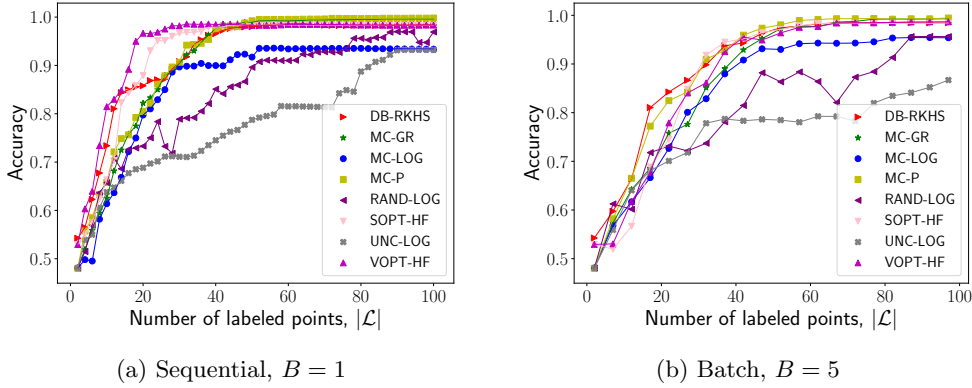 1.0
0.9
0.8
0.7
0.6
0.5
Accuracy
0 20 40 60 80 100
Number of labeled points, |ℒ|
DB-RKHS
MC-GR
MC-LOG
MC-P
RAND-LOG
SOPT-HF
UNC-LOG
VOPT-HF
(a) Sequential, B = 1
1.0
0.9
0.8
0.7
0.6
0.5
Accuracy
0 20 40 60 80 100
Number of labeled points, |ℒ|
DB-RKHS
MC-GR
MC-LOG
MC-P
RAND-LOG
SOPT-HF
UNC-LOG
VOPT-HF
(b) Batch, B = 5